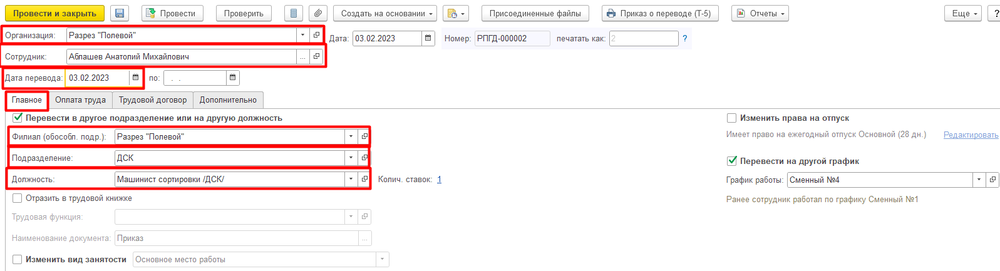 Провести и закрыть Провести Проверить Создать на основании Присоединенные файлы Приказ о переводе (Т-5) Отчеты Еще ?
Организация: Разрез "Полевой" Дата: 03.02.2023 Номер: РПГД-000002 печатать как: 2 ?
Сотрудник: Аблашев Анатолий Михайлович ...
Дата перевода: 03.02.2023 по: . .
Главное Оплата труда Трудовой договор Дополнительно
Перевести в другое подразделение или на другую должность Изменить права на отпуск
Филиал (обособл. подр.): Разрез "Полевой" Имеет право на ежегодный отпуск Основной (28 дн.) Редактировать
Подразделение: ДСК Перевести на другой график
Должность: Машинист сортировки /ДСК/ Колич. ставок: 1 График работы: Сменный №4
Отразить в трудовой книжке Ранее сотрудник работал по графику Сменный №1
Трудовая функция:
Наименование документа: Приказ ...
Изменить вид занятости Основное место работы